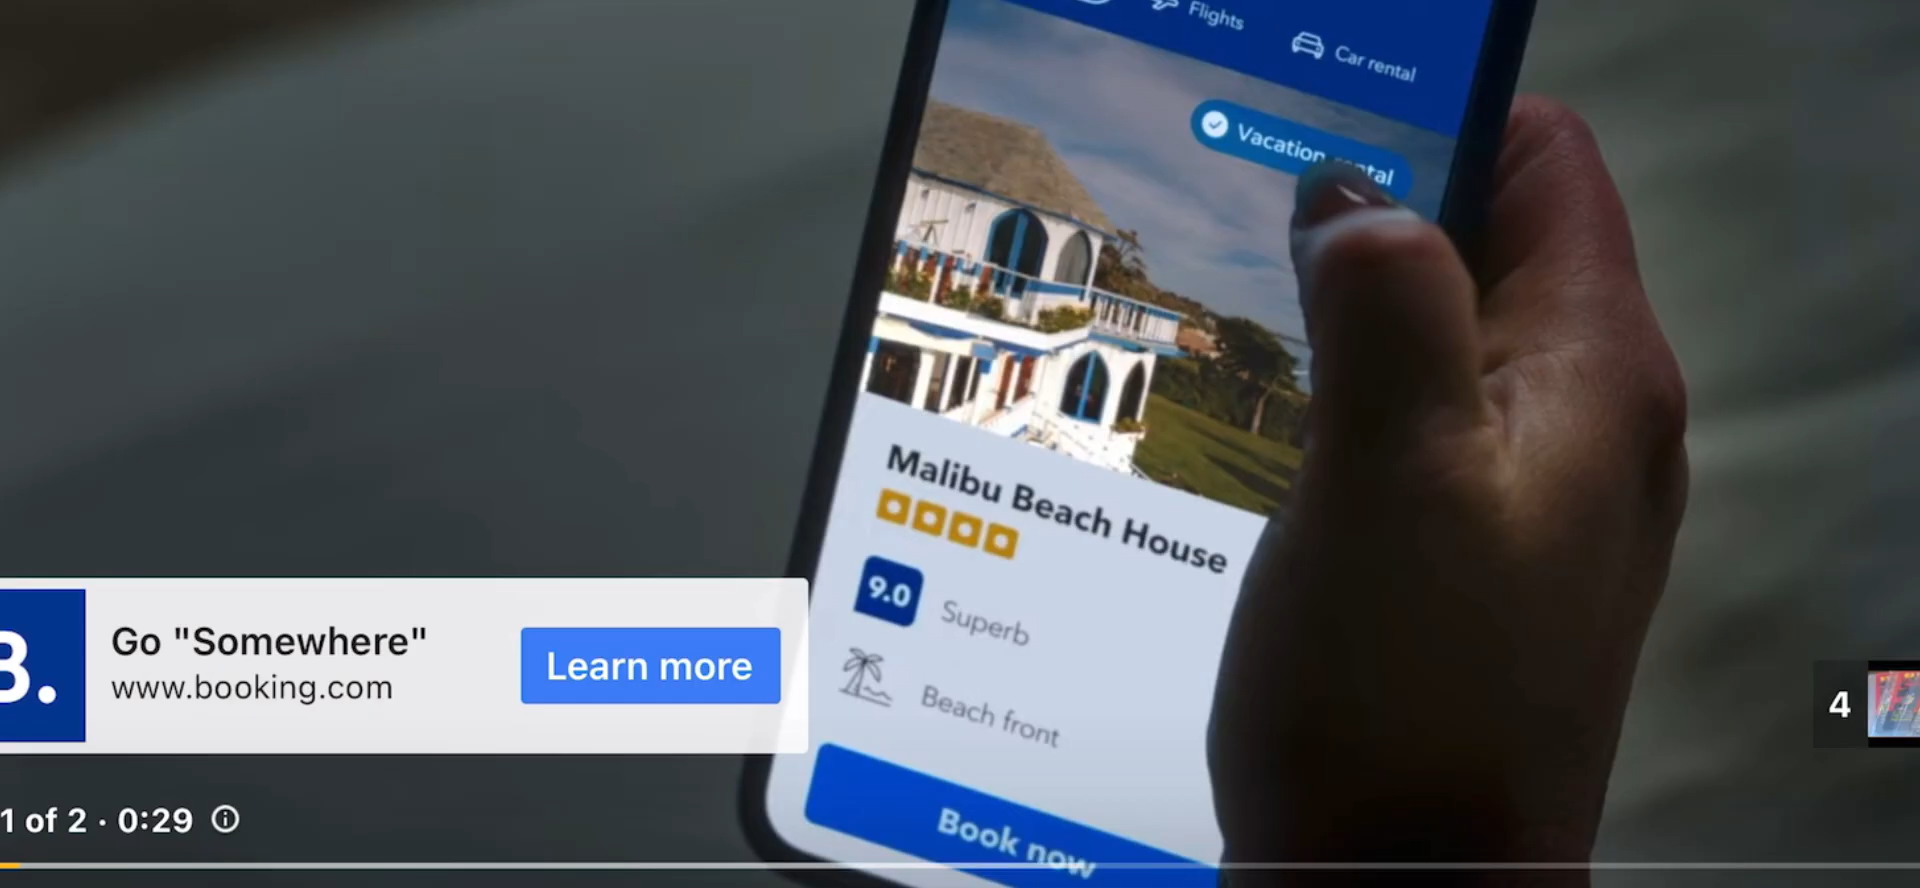 Flights
Car rental
Vacation
Malibu Beach House
9.0
Superb
Beach front
Book now
B.
Go "Somewhere"
www.booking.com
Learn more
4
1 of 2 · 0:29